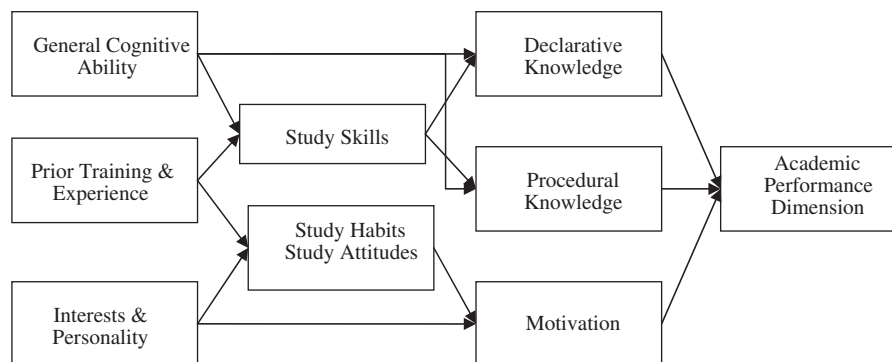 General Cognitive
Ability
Declarative
Knowledge
Study Skills
Prior Training &
Experience
Procedural
Knowledge
Academic
Performance
Dimension
Study Habits
Study Attitudes
Interests &
Personality
Motivation